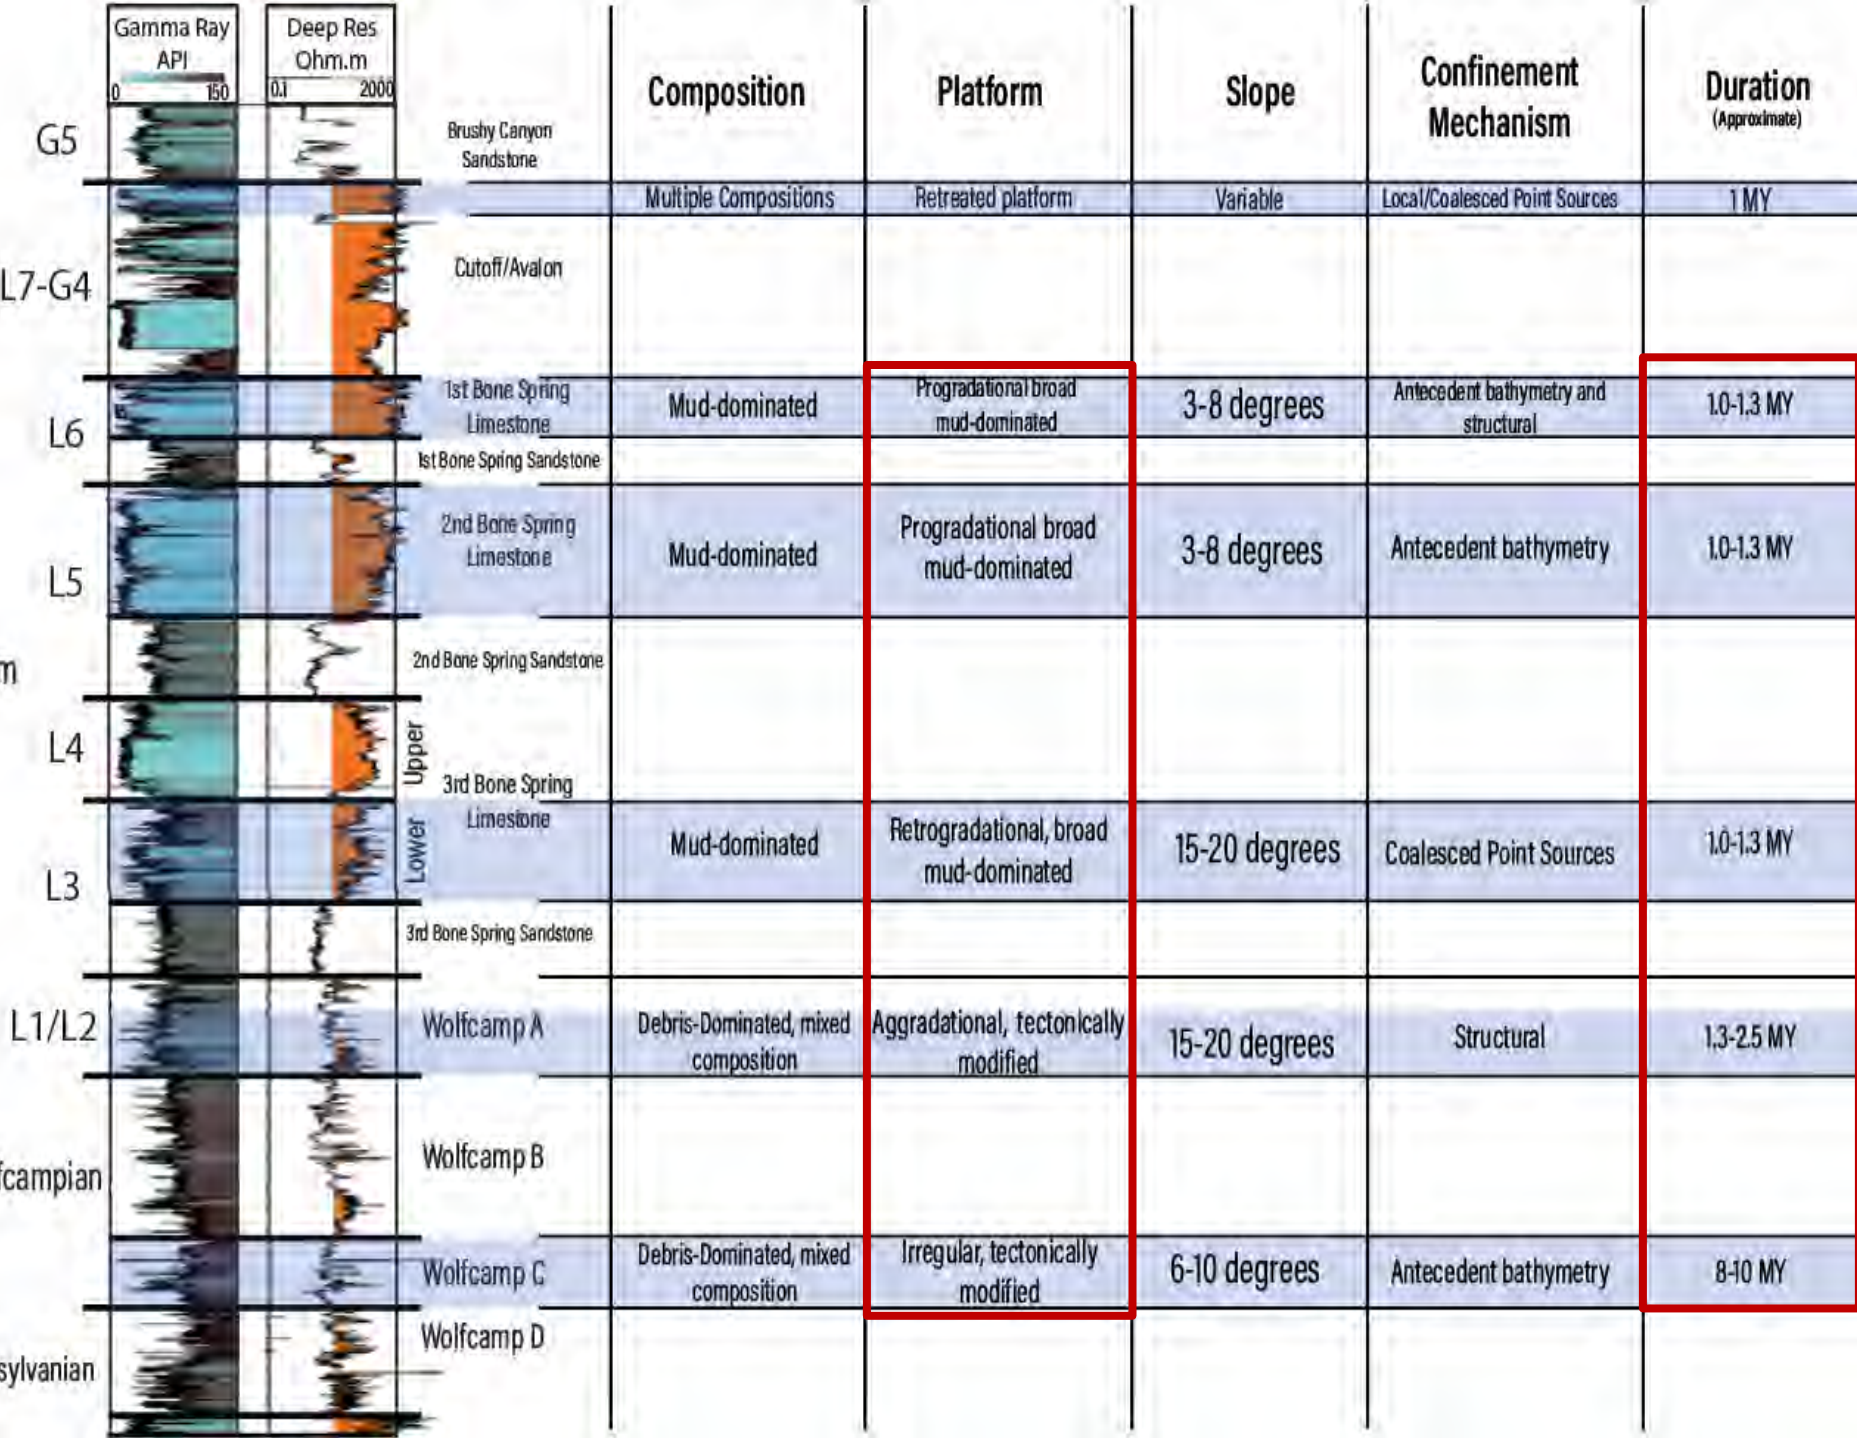 Gamma Ray
API
0 150
Deep Res
Ohm.m
0.1 2000
Composition
Platform
Slope
Confinement
Mechanism
Duration
(Approximate)
G5
Brushy Canyon
Sandstone
Multiple Compositions
Retreated platform
Variable
Local/Coalesced Point Sources
1 MY
L7-G4
Cutoff/Avalon
L6
1st Bone Spring
Limestone
Mud-dominated
Progradational broad
mud-dominated
3-8 degrees
Antecedent bathymetry and
structural
1.0-1.3 MY
1st Bone Spring Sandstone
L5
2nd Bone Spring
Limestone
Mud-dominated
Progradational broad
mud-dominated
3-8 degrees
Antecedent bathymetry
1.0-1.3 MY
m
2nd Bone Spring Sandstone
L4
Upper
3rd Bone Spring
Limestone
Lower
L3
Mud-dominated
Retrogradational, broad
mud-dominated
15-20 degrees
Coalesced Point Sources
1.0-1.3 MY
3rd Bone Spring Sandstone
L1/L2
Wolfcamp A
Debris-Dominated, mixed
composition
Aggradational, tectonically
modified
15-20 degrees
Structural
1.3-2.5 MY
Wolfcamp B
fcampian
Wolfcamp C
Debris-Dominated, mixed
composition
Irregular, tectonically
modified
6-10 degrees
Antecedent bathymetry
8-10 MY
Wolfcamp D
sylvanian